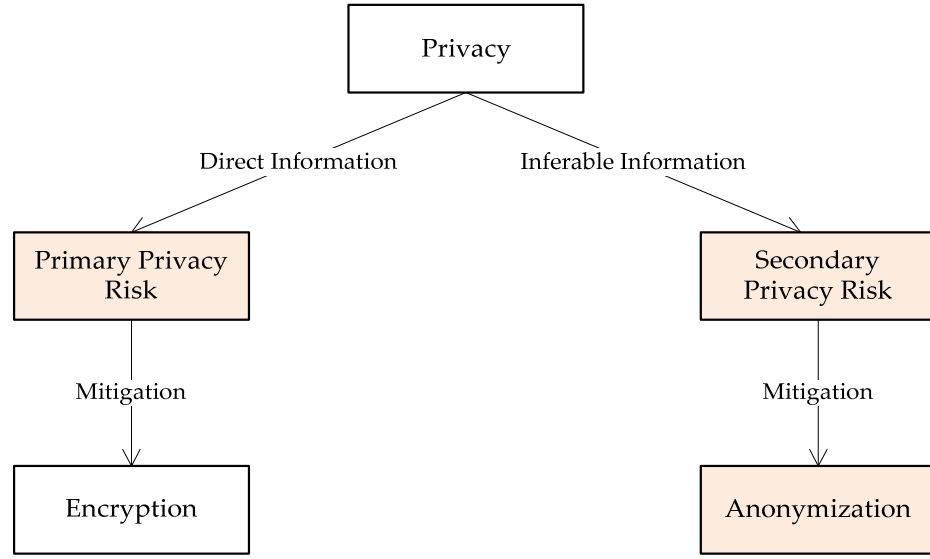 Privacy
Direct Information
Inferable Information
Primary Privacy
Risk
Secondary
Privacy Risk
Mitigation
Mitigation
Encryption
Anonymization